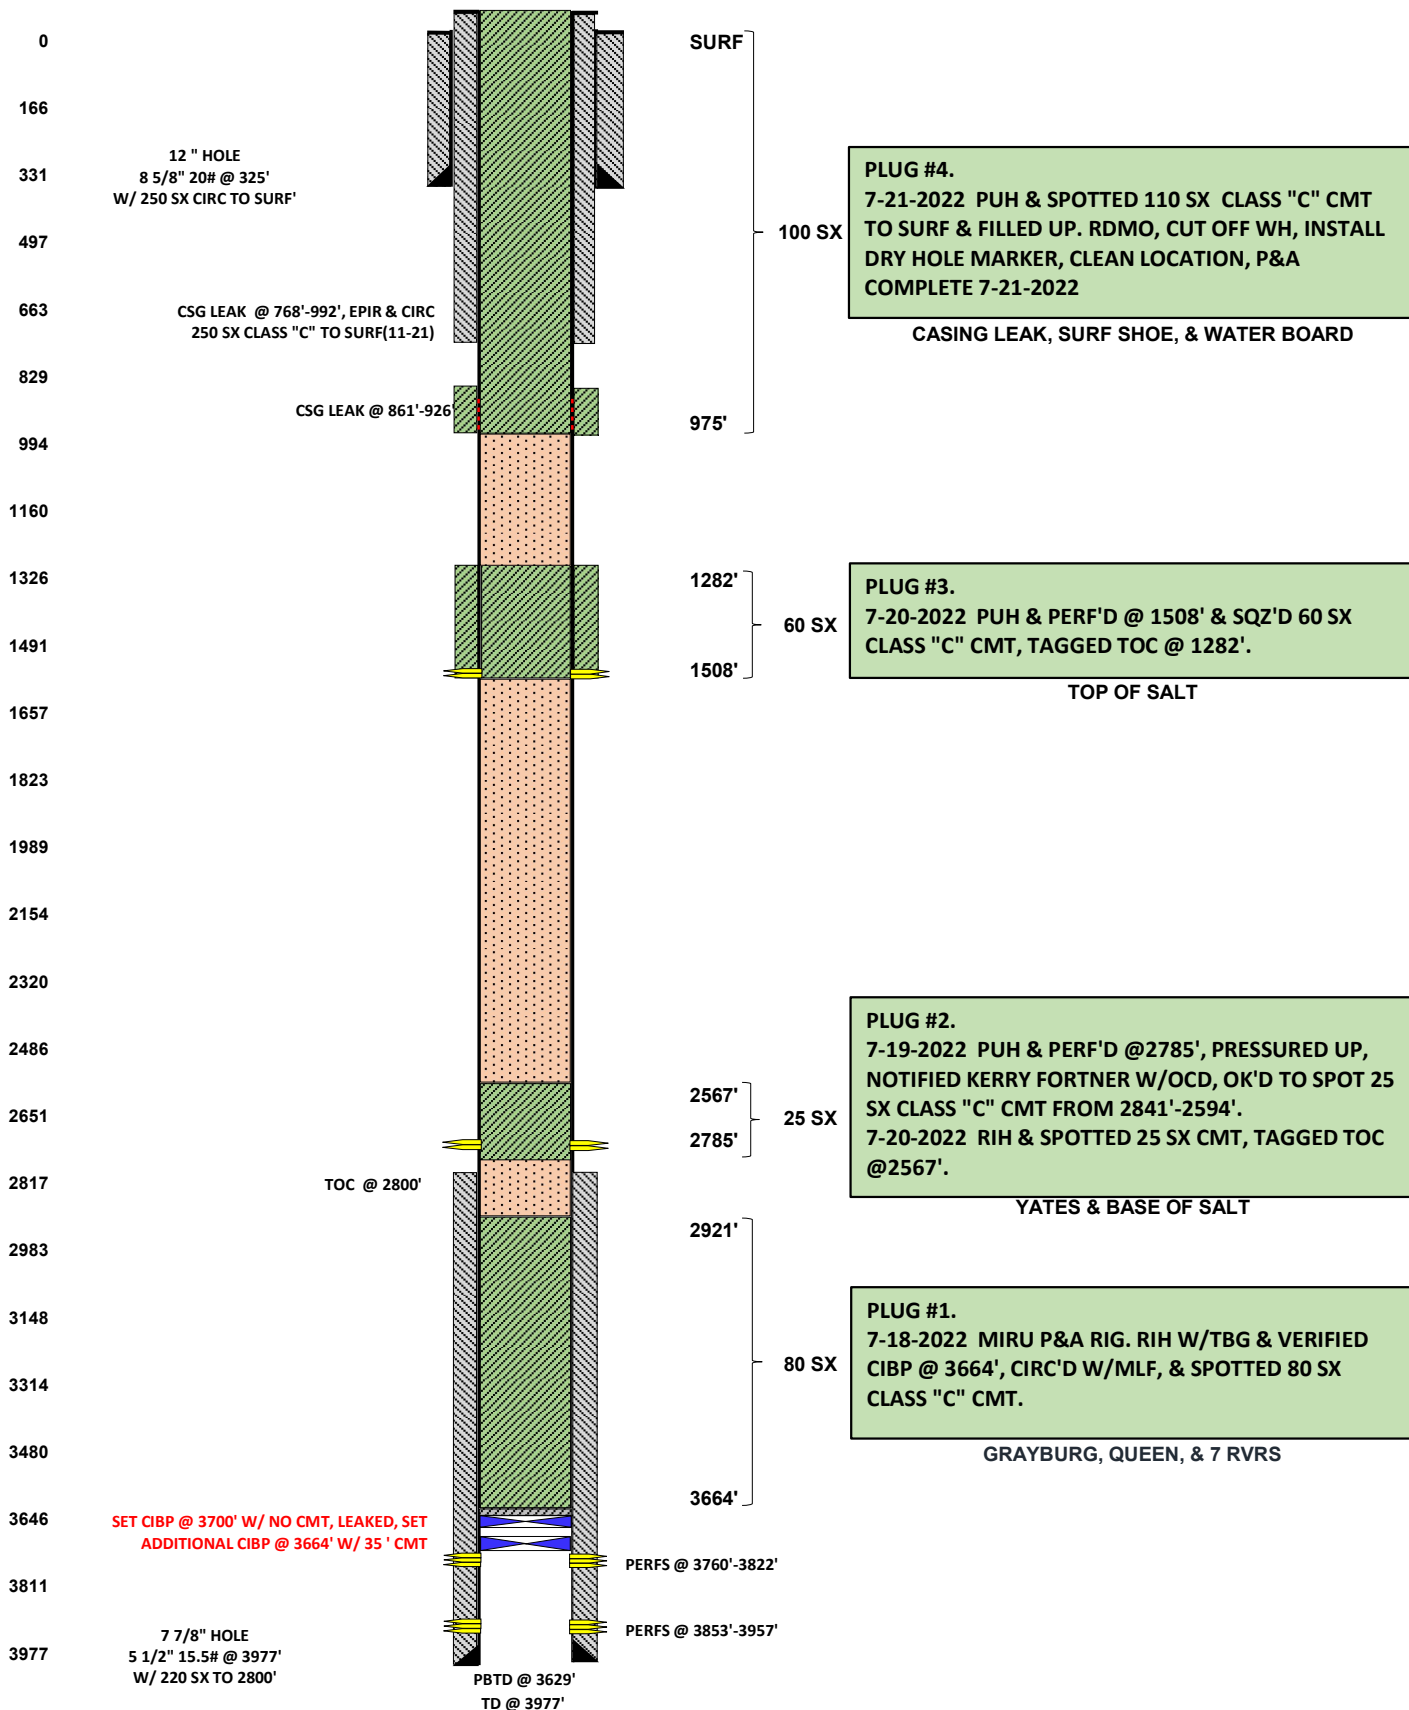 0
166
331
497
663
829
994
1160
1326
1491
1657
1823
1989
2154
2320
2486
2651
2817
2983
3148
3314
3480
3646
3811
3977
12 " HOLE
8 5/8" 20# @ 325'
W/ 250 SX CIRC TO SURF'
CSG LEAK @ 768'-992', EPIR & CIRC
250 SX CLASS "C" TO SURF(11-21)
CSG LEAK @ 861'-926'
TOC @ 2800'
SET CIBP @ 3700' W/ NO CMT, LEAKED, SET
ADDITIONAL CIBP @ 3664' W/ 35 ' CMT
7 7/8" HOLE
5 1/2" 15.5# @ 3977'
W/ 220 SX TO 2800'
PBTD @ 3629'
TD @ 3977'
PERFS @ 3760'-3822'
PERFS @ 3853'-3957'
SURF
100 SX
975'
1282'
60 SX
1508'
2567'
25 SX
2785'
2921'
80 SX
3664'
PLUG #4.
7-21-2022 PUH & SPOTTED 110 SX CLASS "C" CMT
TO SURF & FILLED UP. RDMO, CUT OFF WH, INSTALL
DRY HOLE MARKER, CLEAN LOCATION, P&A
COMPLETE 7-21-2022
CASING LEAK, SURF SHOE, & WATER BOARD
PLUG #3.
7-20-2022 PUH & PERF'D @ 1508' & SQZ'D 60 SX
CLASS "C" CMT, TAGGED TOC @ 1282'.
TOP OF SALT
PLUG #2.
7-19-2022 PUH & PERF'D @2785', PRESSURED UP,
NOTIFIED KERRY FORTNER W/OCD, OK'D TO SPOT 25
SX CLASS "C" CMT FROM 2841'-2594'.
7-20-2022 RIH & SPOTTED 25 SX CMT, TAGGED TOC
@2567'.
YATES & BASE OF SALT
PLUG #1.
7-18-2022 MIRU P&A RIG. RIH W/TBG & VERIFIED
CIBP @ 3664', CIRC'D W/MLF, & SPOTTED 80 SX
CLASS "C" CMT.
GRAYBURG, QUEEN, & 7 RVRS